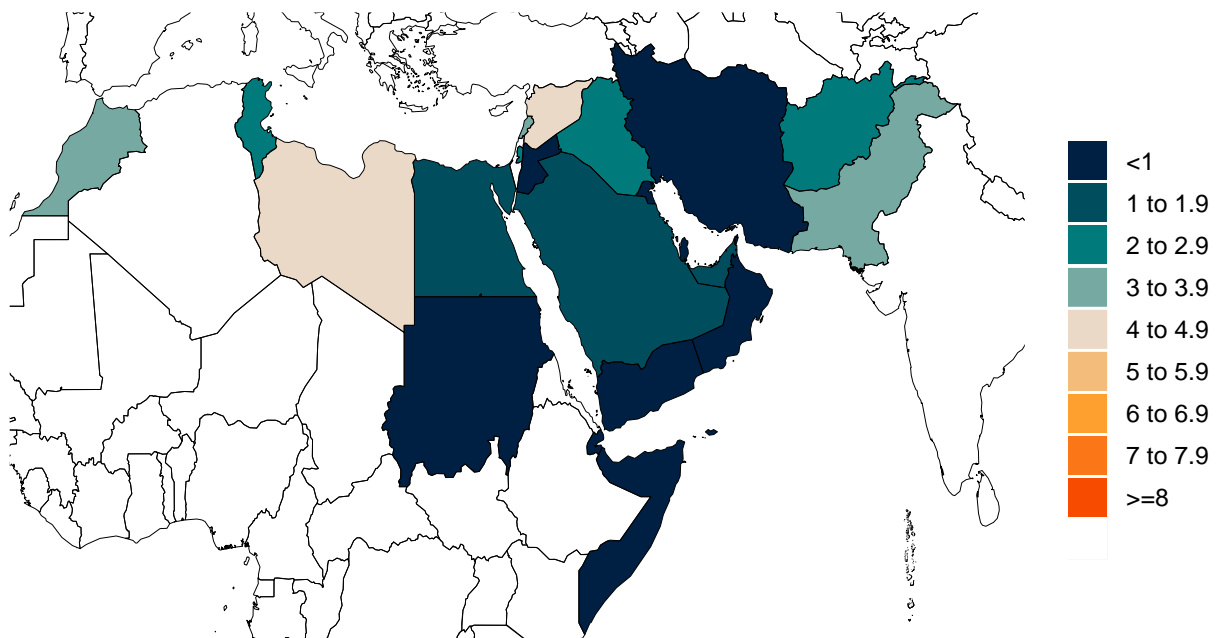 <1
1 to 1.9
2 to 2.9
3 to 3.9
4 to 4.9
5 to 5.9
6 to 6.9
7 to 7.9
>=8